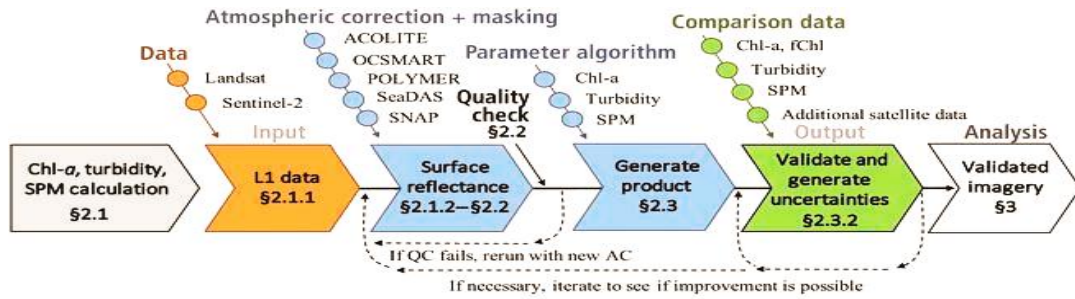 Atmospheric correction + masking
ACOLITE
OCSMART
POLYMER
SeaDAS
SNAP
Data
Landsat
Sentinel-2
Parameter algorithm
Chl-a
Turbidity
SPM
Quality
check
§2.2
Comparison data
Chl-a, fChl
Turbidity
SPM
Additional satellite data
Input
Output
Analysis
Chl-a, turbidity,
SPM calculation
§2.1
L1 data
§2.1.1
Surface
reflectance
§2.1.2–§2.2
Generate
product
§2.3
Validate and
generate
uncertainties
§2.3.2
Validated
imagery
§3
If QC fails, rerun with new AC
If necessary, iterate to see if improvement is possible